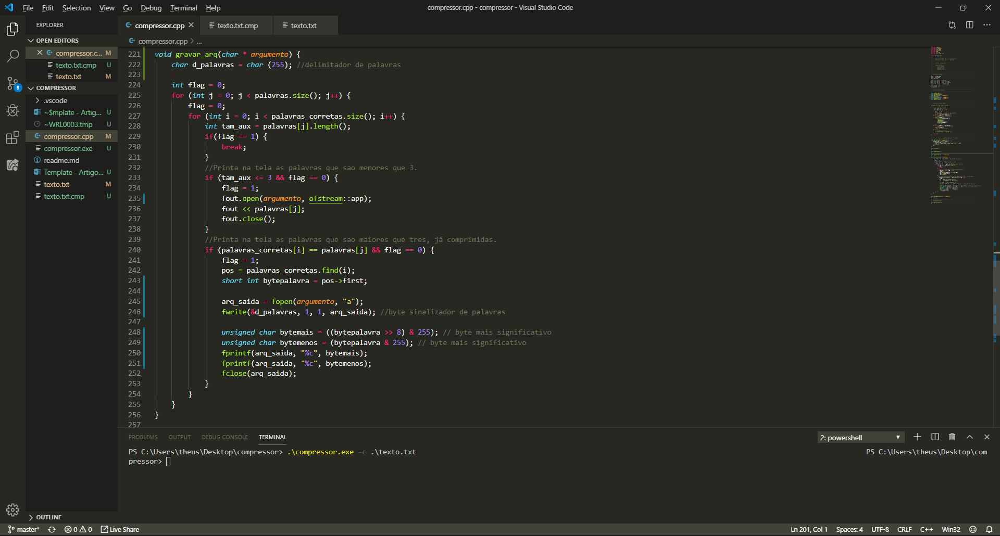 File Edit Selection View Go Debug Terminal Help
compressor.cpp - compressor - Visual Studio Code
EXPLORER
OPEN EDITORS
compressor.c... M
texto.txt.cmp U
texto.txt M
COMPRESSOR
.vscode
~$mplate - Artig... U
~WRL0003.tmp U
compressor.cpp M
compressor.exe U
readme.md
Template - Artigo... U
texto.txt M
texto.txt.cmp U
OUTLINE
8
compressor.cpp texto.txt.cmp texto.txt
compressor.cpp > ...
221 void gravar_arq(char * argumento) {
222 char d_palavras = char (255); //delimitador de palavras
223
224 int flag = 0;
225 for (int j = 0; j < palavras.size(); j++) {
226 flag = 0;
227 for (int i = 0; i < palavras_corretas.size(); i++) {
228 int tam_aux = palavras[j].length();
229 if(flag == 1) {
230 break;
231 }
232 //Printa na tela as palavras que sao menores que 3.
233 if (tam_aux <= 3 && flag == 0) {
234 flag = 1;
235 fout.open(argumento, ofstream::app);
236 fout << palavras[j];
237 fout.close();
238 }
239 //Printa na tela as palavras que sao maiores que tres, já comprimidas.
240 if (palavras_corretas[i] == palavras[j] && flag == 0) {
241 flag = 1;
242 pos = palavras_corretas.find(i);
243 short int bytepalavra = pos->first;
244
245 arq_saida = fopen(argumento, "a");
246 fwrite(&d_palavras, 1, 1, arq_saida); //byte sinalizador de palavras
247
248 unsigned char bytemais = ((bytepalavra >> 8) & 255); // byte mais significativo
249 unsigned char bytemenos = (bytepalavra & 255); // byte mais significativo
250 fprintf(arq_saida, "%c", bytemais);
251 fprintf(arq_saida, "%c", bytemenos);
252 fclose(arq_saida);
253 }
254 }
255 }
256 }
257
PROBLEMS OUTPUT DEBUG CONSOLE TERMINAL
2: powershell
PS C:\Users\theus\Desktop\compressor> .\compressor.exe -c .\texto.txt PS C:\Users\theus\Desktop\com
pressor>
master* 0 0 Live Share
Ln 201, Col 1 Spaces: 4 UTF-8 CRLF C++ Win32